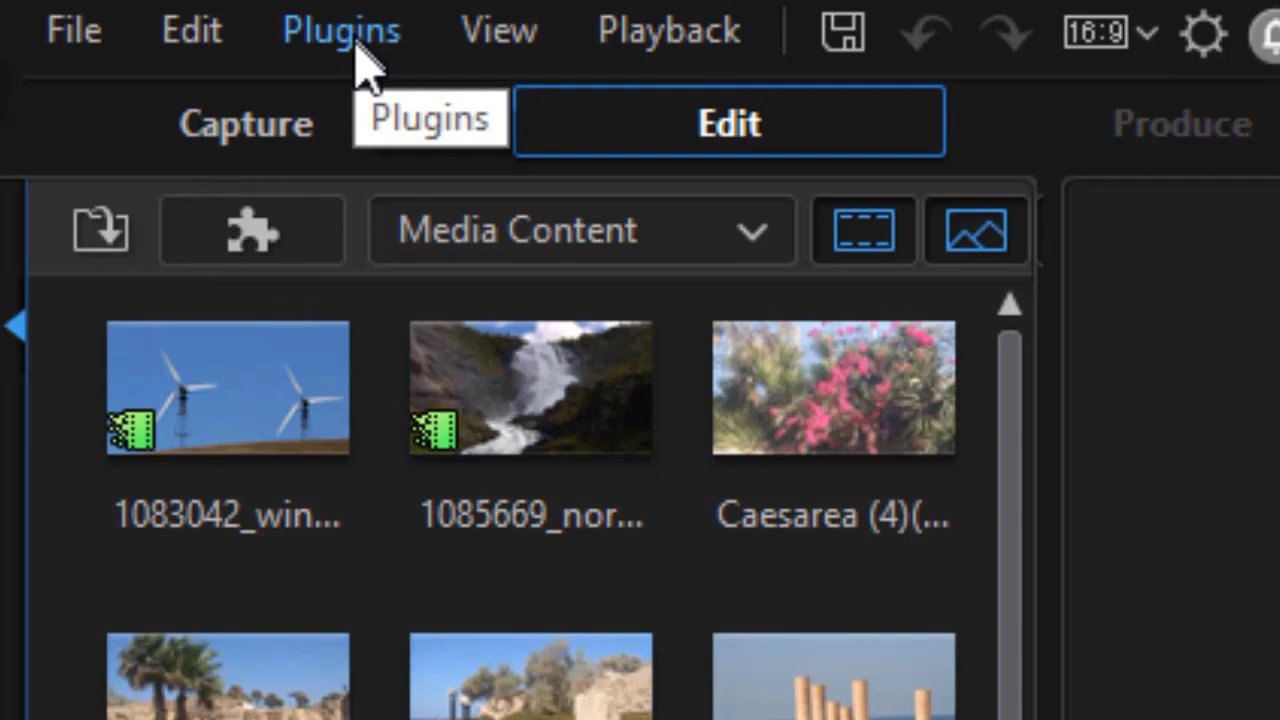 File Edit Plugins View Playback 16:9
Capture Plugins Edit Produce
Media Content
1083042_win... 1085669_nor... Caesarea (4)(...